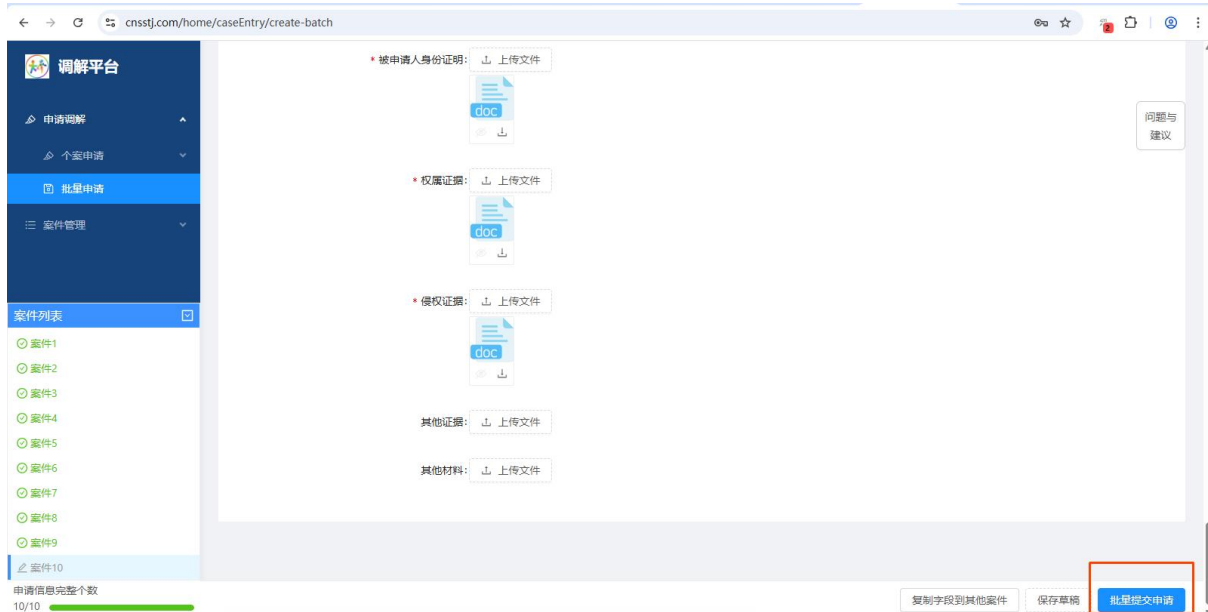 cnsstj.com/home/caseEntry/create-batch
2
调解平台
申请调解
个案申请
批量申请
案件管理
案件列表
案件1
案件2
案件3
案件4
案件5
案件6
案件7
案件8
案件9
案件10
申请信息完整个数
10/10
* 被申请人身份证明: 上传文件
doc
* 权属证据: 上传文件
doc
* 侵权证据: 上传文件
doc
其他证据: 上传文件
其他材料: 上传文件
问题与
建议
复制字段到其他案件 保存草稿 批量提交申请